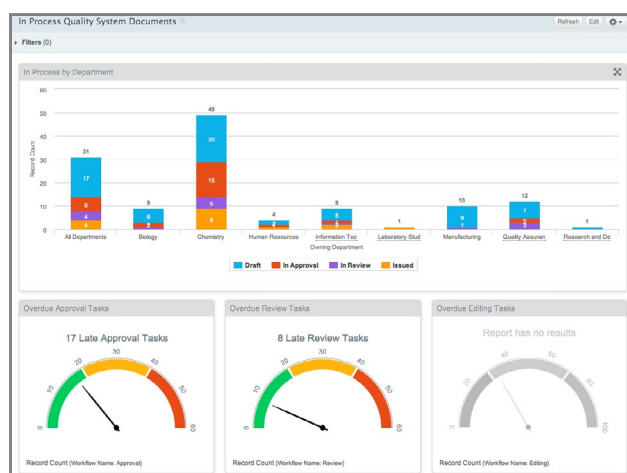 In Process Quality System Documents
Refresh Edit
Filters (0)
In Process by Department
60
50
40
30
20
10
0
Record Count
31
17
6
4
4
9
6
2
49
20
15
5
9
4
2
9
5
1
10
9
1
12
7
2
3
1
All Departments Biology Chemistry Human Resources Information Tec Laboratory Stud Manufacturing Quality Assuran Research and De
Owning Department
Draft In Approval In Review Issued
Overdue Approval Tasks
17 Late Approval Tasks
0 10 20 30 40 50 60
Record Count (Workflow Name: Approval)
Overdue Review Tasks
8 Late Review Tasks
0 10 20 30 40 50 60
Record Count (Workflow Name: Review)
Overdue Editing Tasks
Report has no results
0 20 40 60 80 100
Record Count (Workflow Name: Editing)